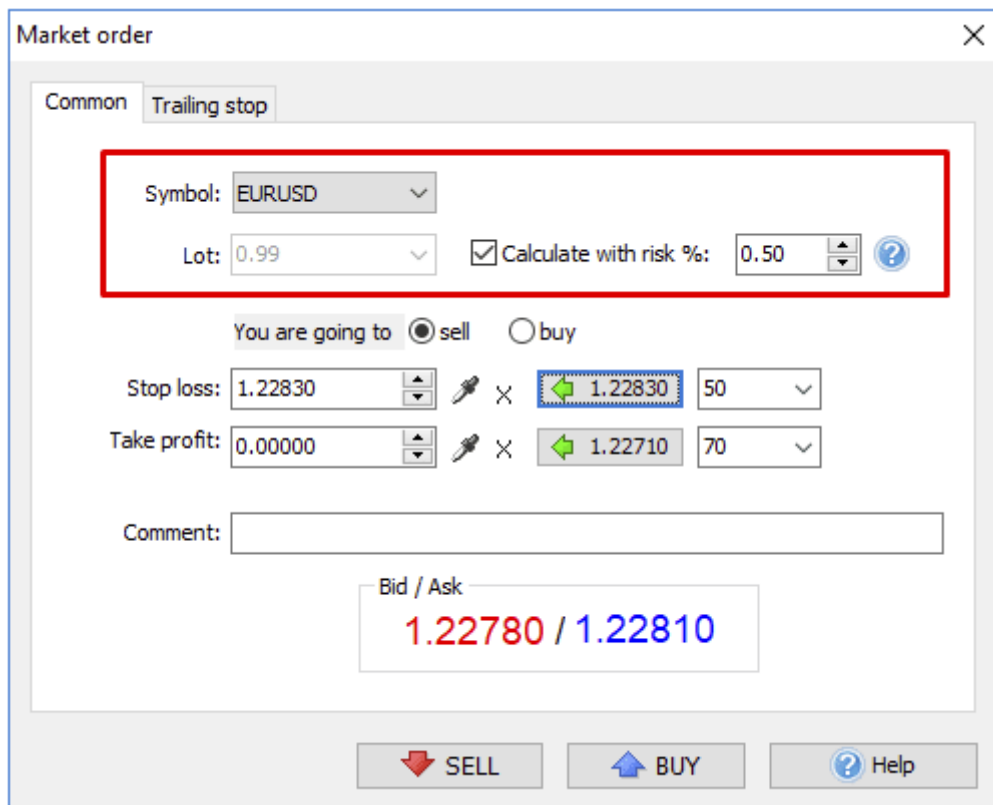 Market order
Common Trailing stop
Symbol: EURUSD
Lot: 0.99 Calculate with risk %: 0.50 ?
You are going to sell buy
Stop loss: 1.22830 1.22830 50
Take profit: 0.00000 1.22710 70
Comment:
Bid / Ask
1.22780 / 1.22810
SELL BUY ? Help